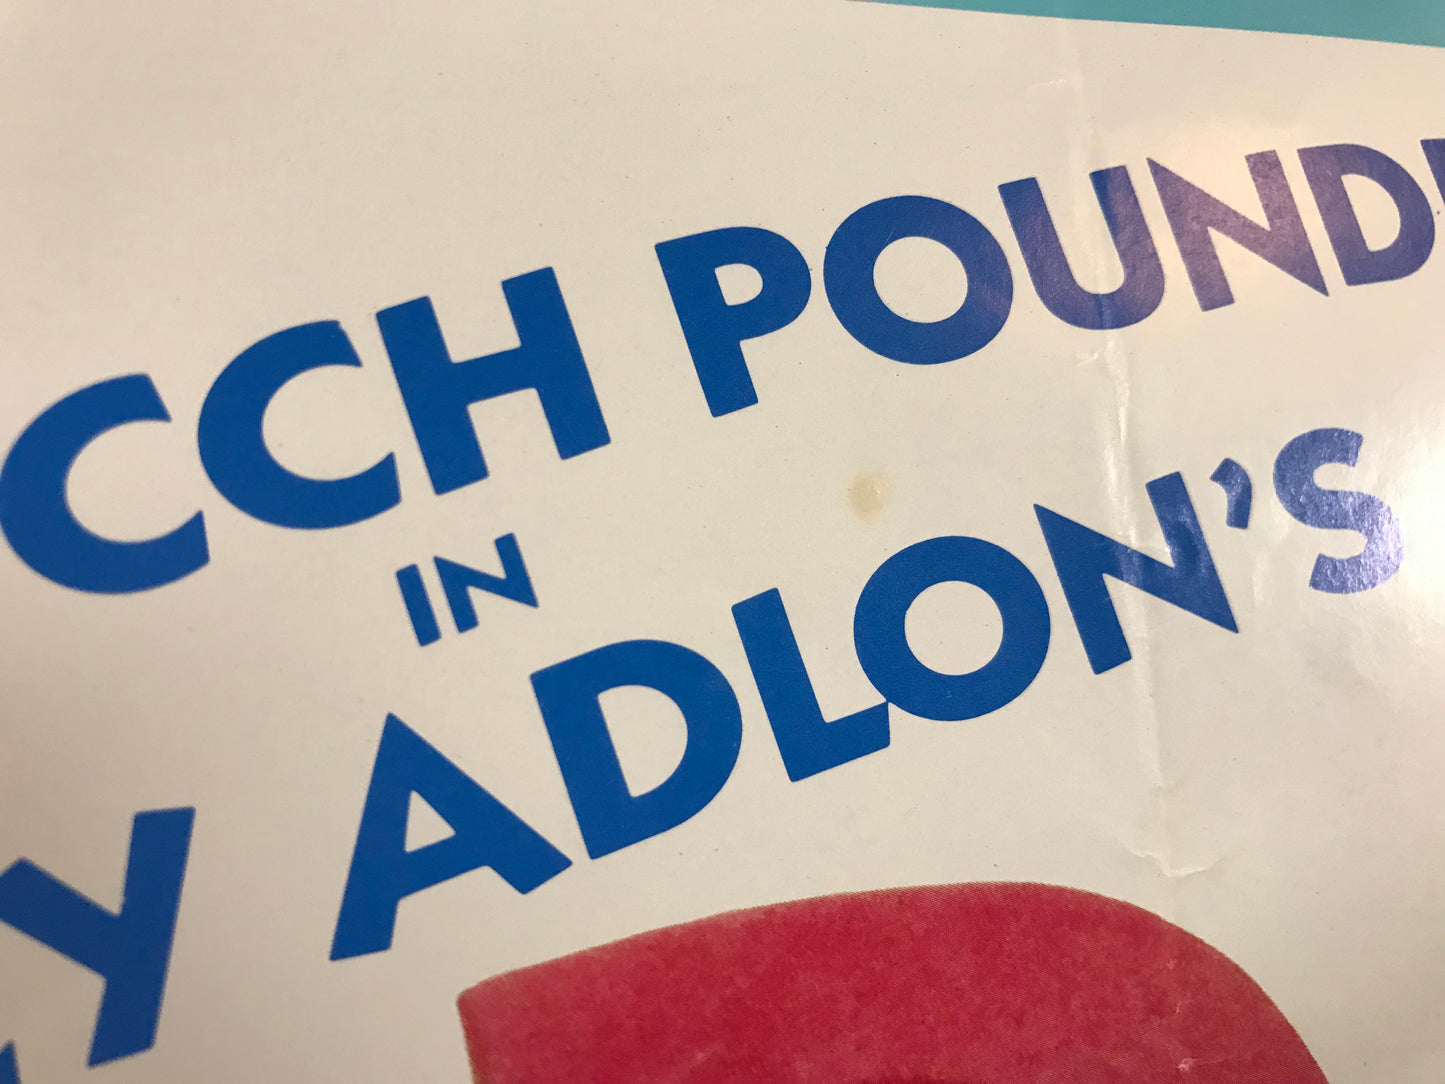 CCH POUND
IN
Y ADLON'S